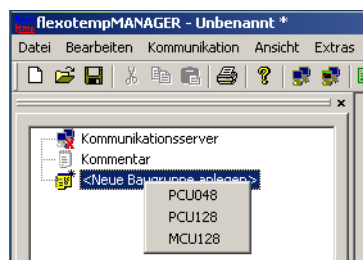 flexotempMANAGER - Unbenannt *
Datei Bearbeiten Kommunikation Ansicht Extras
Kommunikationsserver
Kommentar
<Neue Baugruppe anlegen>
PCU048
PCU128
MCU128